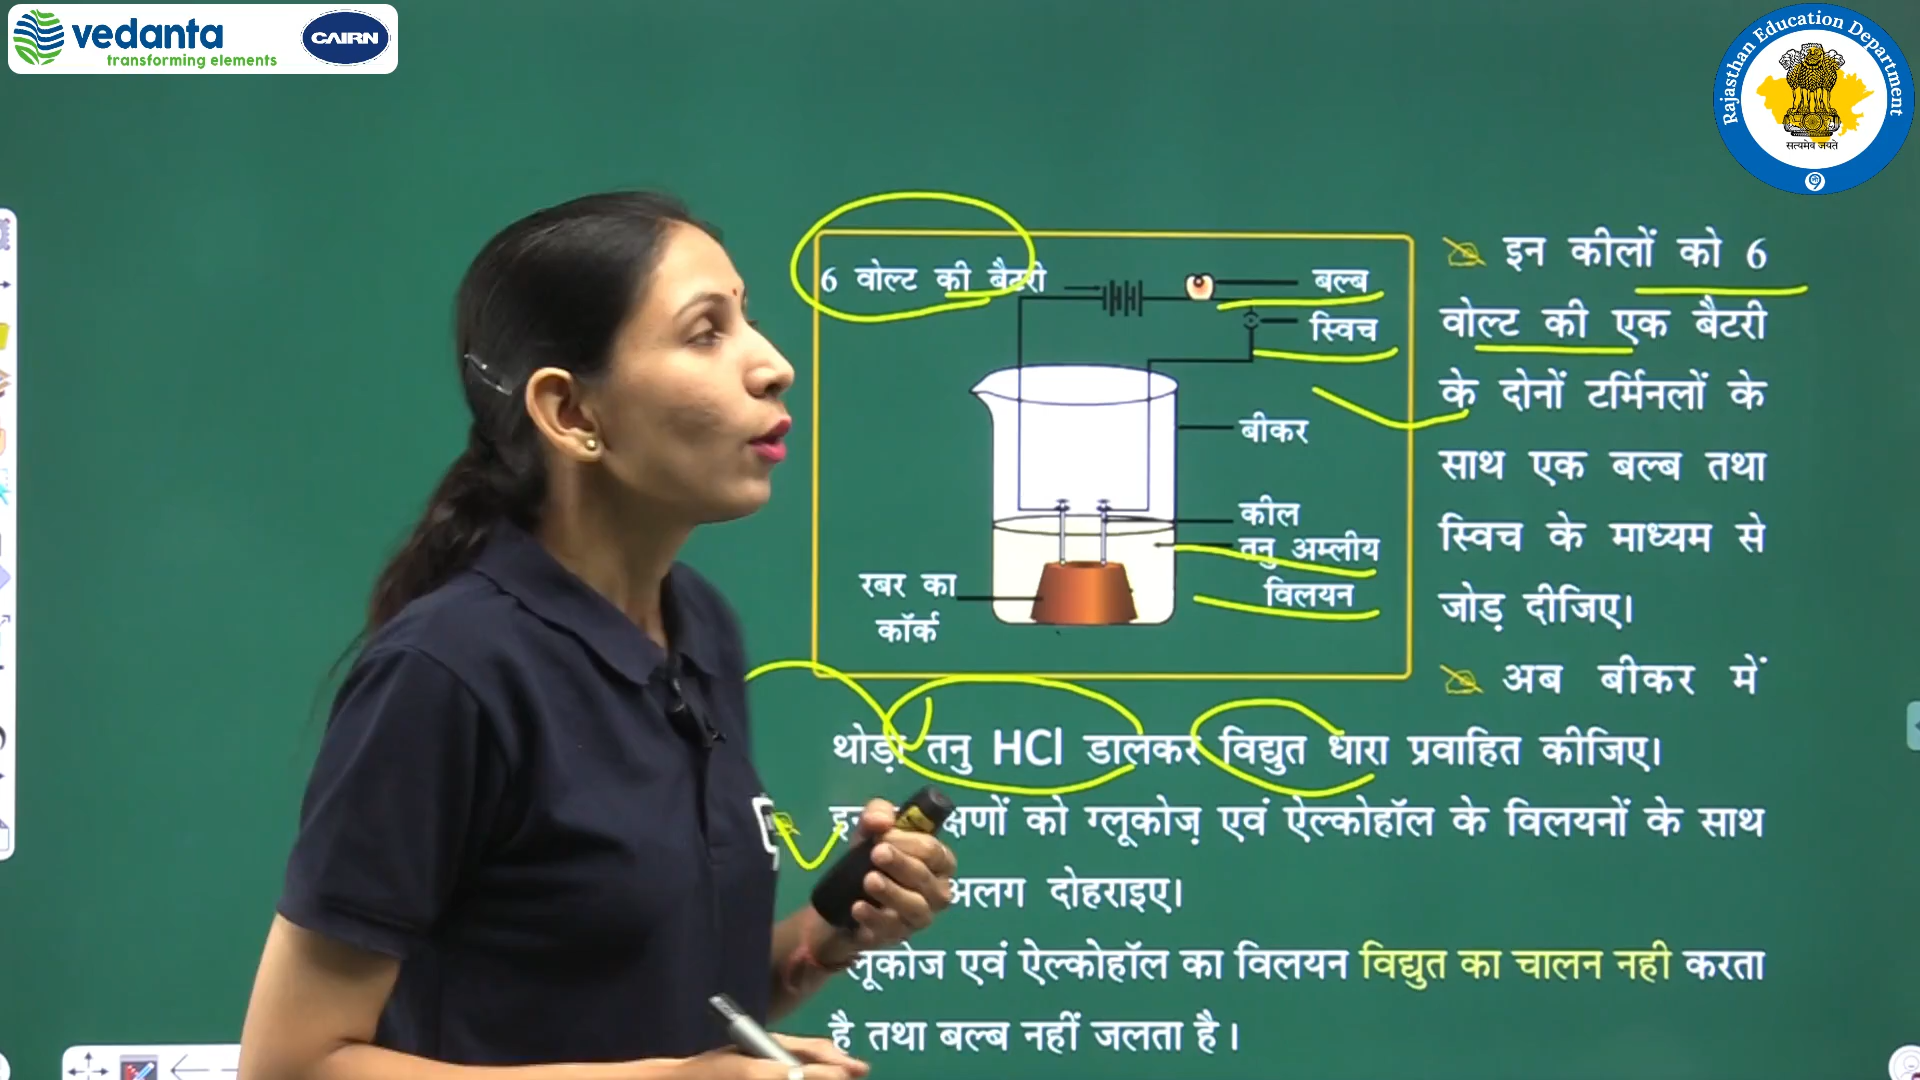 vedanta
transforming elements
CAIRN
Rajasthan Education Department
सत्यमेव जयते
6 वोल्ट की बैटरी
बल्ब
स्विच
बीकर
कील
तनु अम्लीय
विलयन
रबर का
कॉर्क
इन कीलों को 6
वोल्ट की एक बैटरी
के दोनों टर्मिनलों के
साथ एक बल्ब तथा
स्विच के माध्यम से
जोड़ दीजिए।
अब बीकर में
थोड़ा तनु HCl डालकर विद्युत धारा प्रवाहित कीजिए।
को ग्लूकोज़ एवं ऐल्कोहॉल के विलयनों के साथ
अलग दोहराइए।
एवं ऐल्कोहॉल का विलयन विद्युत का चालन नही करता
है तथा बल्ब नहीं जलता है।